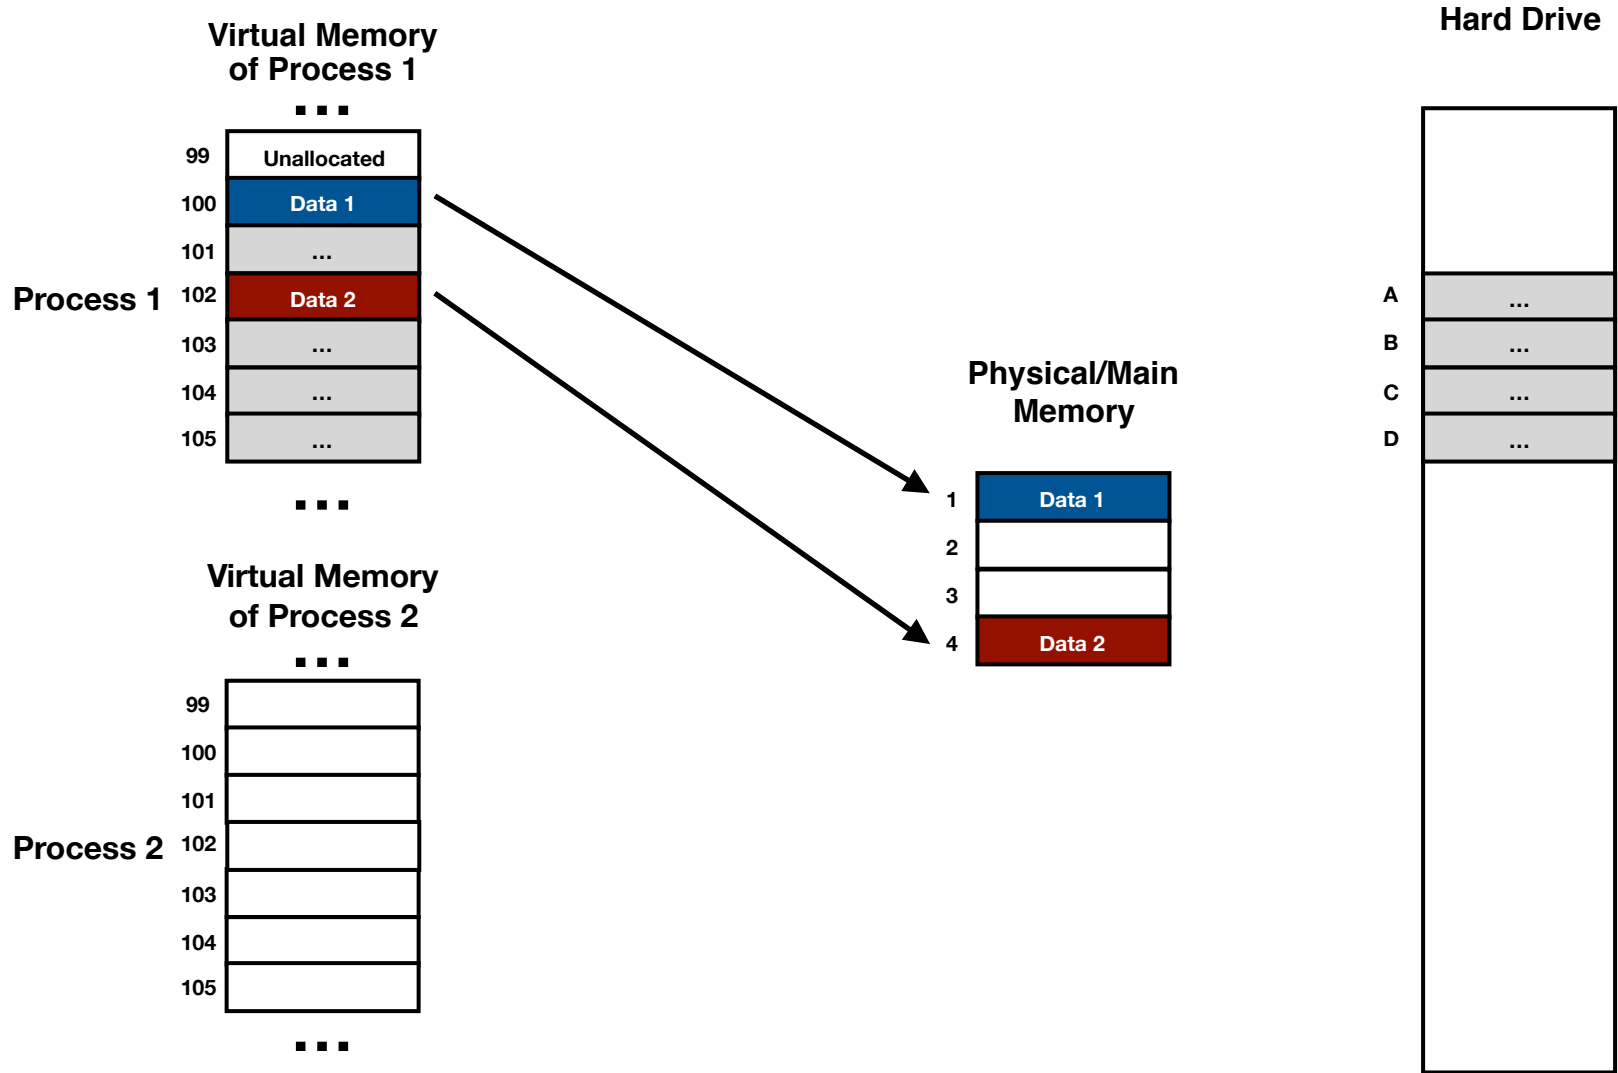 Hard Drive
Virtual Memory
of Process 1
...
99 Unallocated
100 Data 1
101 ...
Process 1 102 Data 2
103 ...
104 ...
105 ...
...
A ...
B ...
C ...
D ...
Physical/Main
Memory
1 Data 1
2
3
4 Data 2
Virtual Memory
of Process 2
...
99
100
101
Process 2 102
103
104
105
...